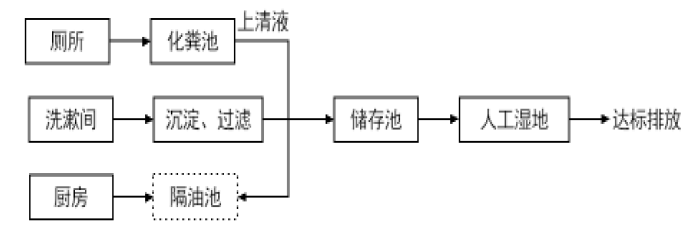 上清液
厕所
化粪池
洗漱间
沉淀、过滤
储存池
人工湿地
达标排放
厨房
隔油池